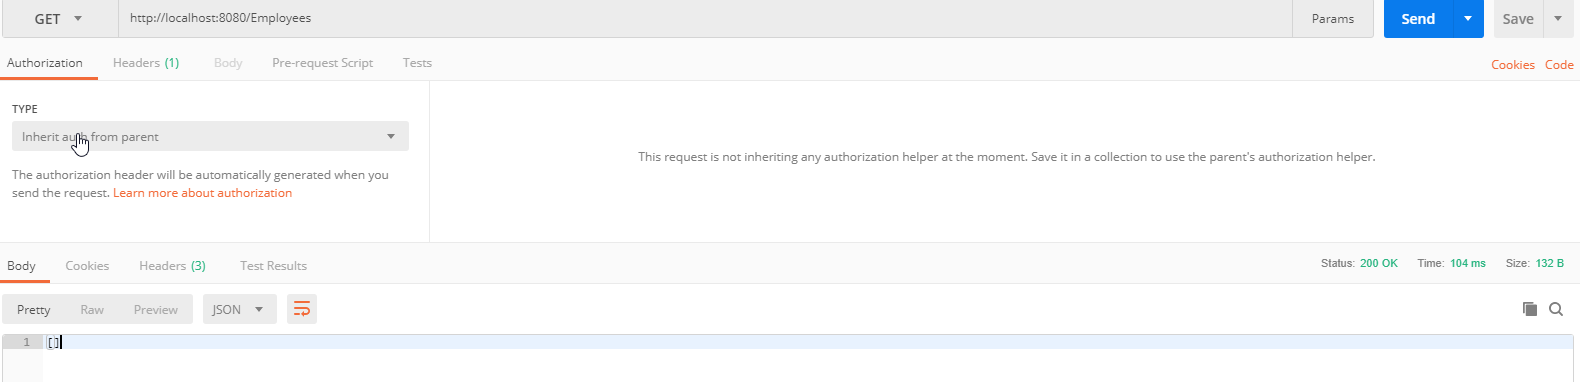 GET http://localhost:8080/Employees Params Send Save
Authorization Headers (1) Body Pre-request Script Tests Cookies Code
TYPE
Inherit auth from parent
This request is not inheriting any authorization helper at the moment. Save it in a collection to use the parent's authorization helper.
The authorization header will be automatically generated when you
send the request. Learn more about authorization
Body Cookies Headers (3) Test Results Status: 200 OK Time: 104 ms Size: 132 B
Pretty Raw Preview JSON
1 []